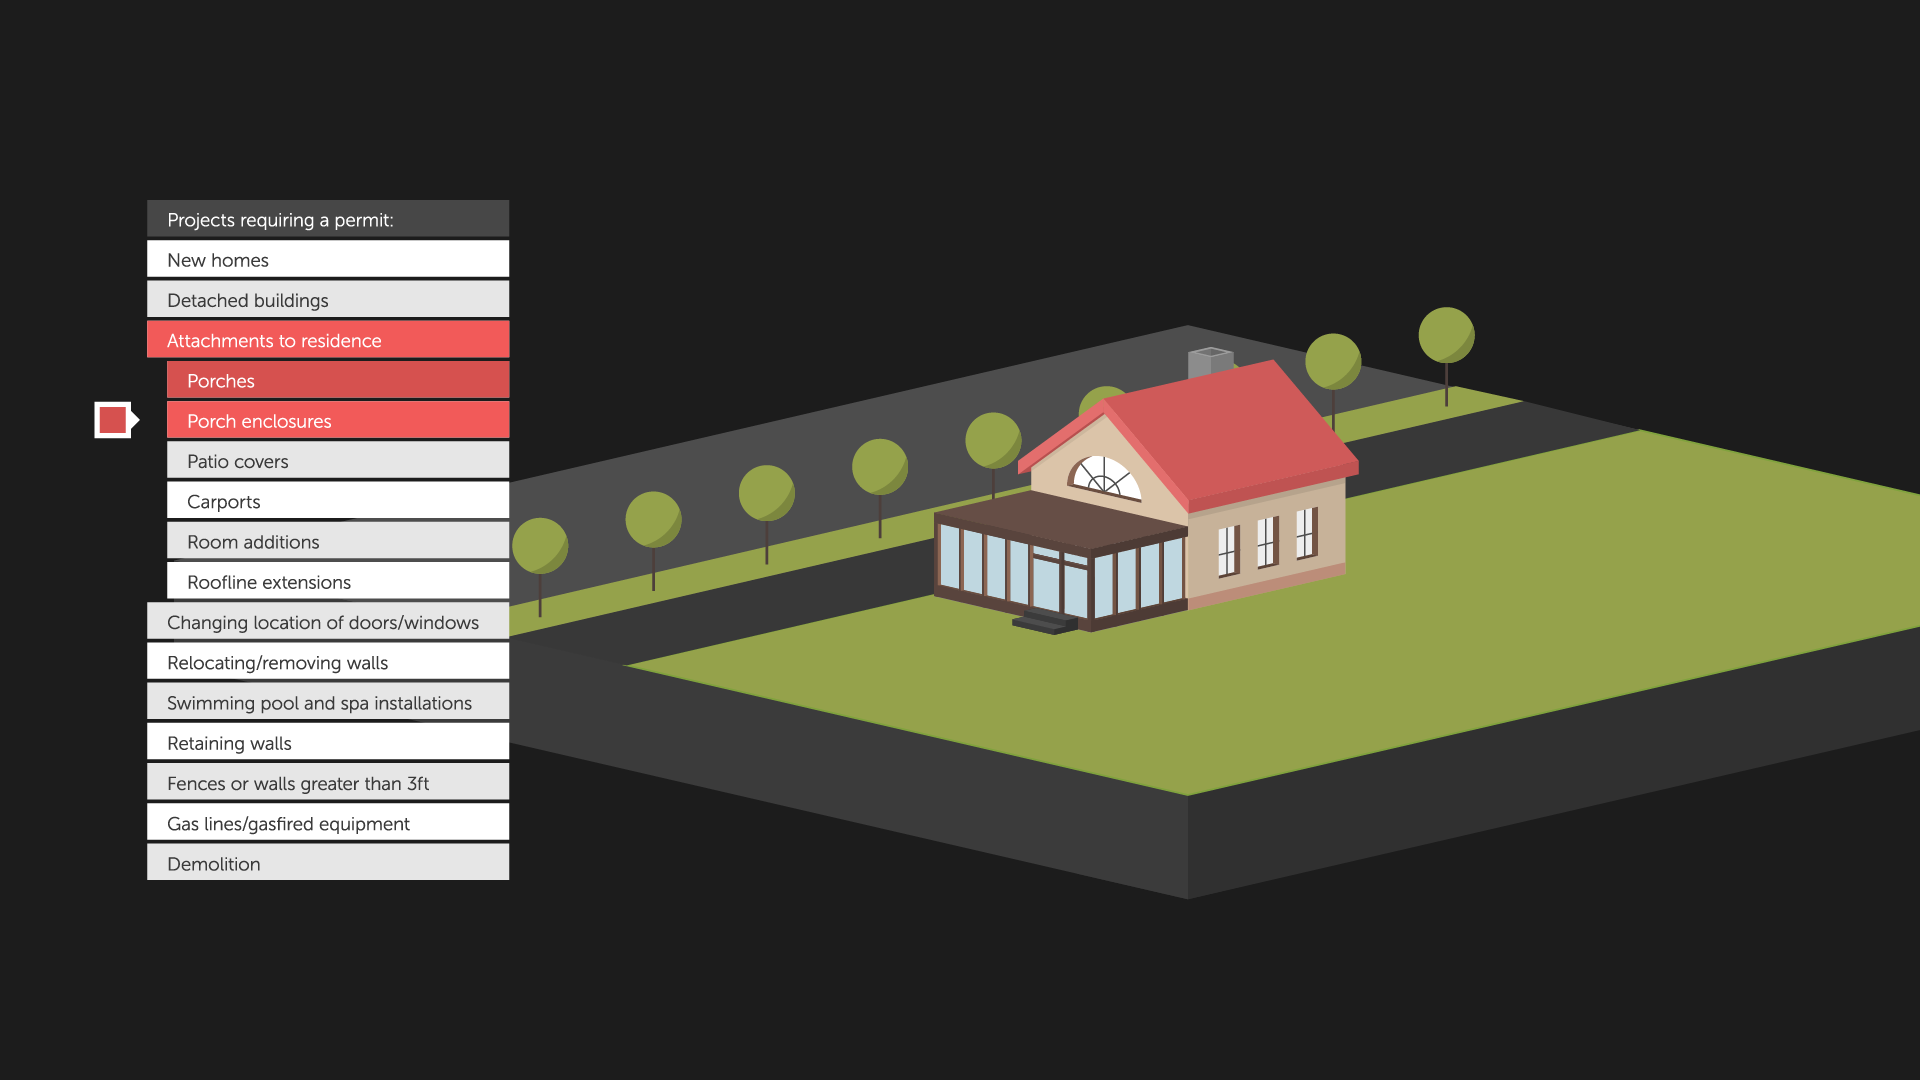 Projects requiring a permit:
New homes
Detached buildings
Attachments to residence
Porches
Porch enclosures
Patio covers
Carports
Room additions
Roofline extensions
Changing location of doors/windows
Relocating/removing walls
Swimming pool and spa installations
Retaining walls
Fences or walls greater than 3ft
Gas lines/gasfired equipment
Demolition